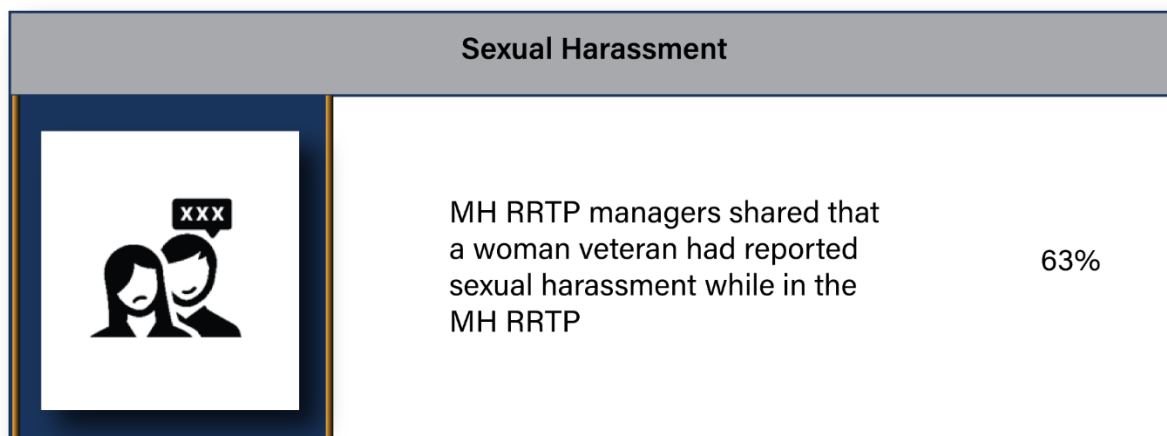 Sexual Harassment
XXX
MH RRTP managers shared that
a woman veteran had reported
sexual harassment while in the
MH RRTP
63%